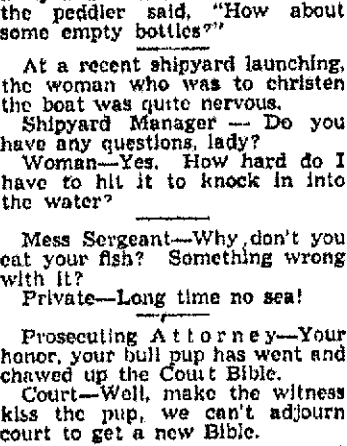 the peddler said, "How about
some empty bottles?"
At a recent shipyard launching,
the woman who was to christen
the boat was quite nervous.
Shipyard Manager — Do you
have any questions, lady?
Woman—Yes. How hard do I
have to hit it to knock in into
the water?
Mess Sergeant—Why don't you
eat your fish? Something wrong
with it?
Private—Long time no sea!
Prosecuting Attorney—Your
honor, your bull pup has went and
chawed up the Court Bible.
Court—Well, make the witness
kiss the pup, we can't adjourn
court to get a new Bible.